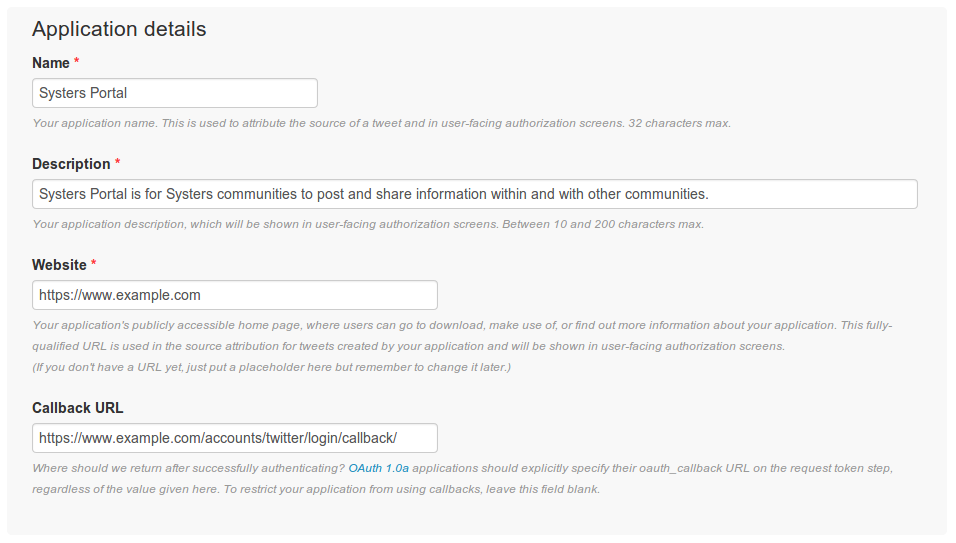 Application details
Name *
Systers Portal
Your application name. This is used to attribute the source of a tweet and in user-facing authorization screens. 32 characters max.
Description *
Systers Portal is for Systers communities to post and share information within and with other communities.
Your application description, which will be shown in user-facing authorization screens. Between 10 and 200 characters max.
Website *
https://www.example.com
Your application's publicly accessible home page, where users can go to download, make use of, or find out more information about your application. This fully-
qualified URL is used in the source attribution for tweets created by your application and will be shown in user-facing authorization screens.
(If you don't have a URL yet, just put a placeholder here but remember to change it later.)
Callback URL
https://www.example.com/accounts/twitter/login/callback/
Where should we return after successfully authenticating? OAuth 1.0a applications should explicitly specify their oauth_callback URL on the request token step,
regardless of the value given here. To restrict your application from using callbacks, leave this field blank.